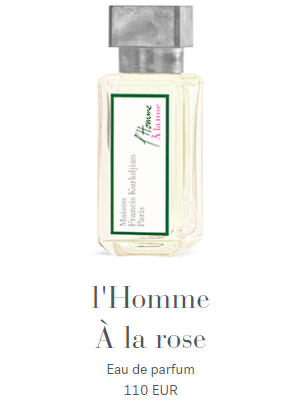 l'Homme
À la rose
Maison
Francis Kurkdjian
Paris
l'Homme
À la rose
Eau de parfum
110 EUR